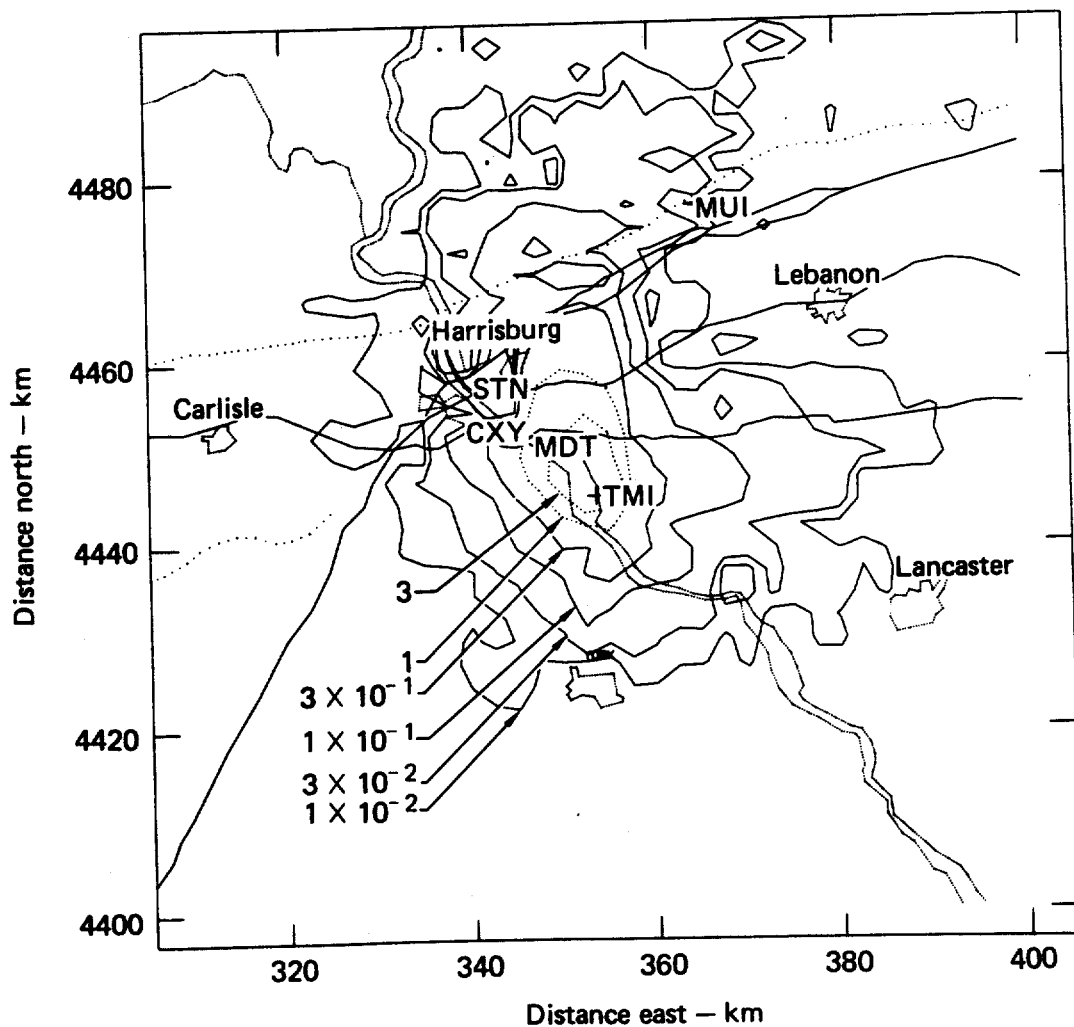 4480
4460
4440
4420
4400
Distance north — km
MUI
Lebanon
Harrisburg
STN
Carlisle
CXY
MDT
TMI
Lancaster
3
1
3 × 10⁻¹
1 × 10⁻¹
3 × 10⁻²
1 × 10⁻²
320
340
360
380
400
Distance east — km